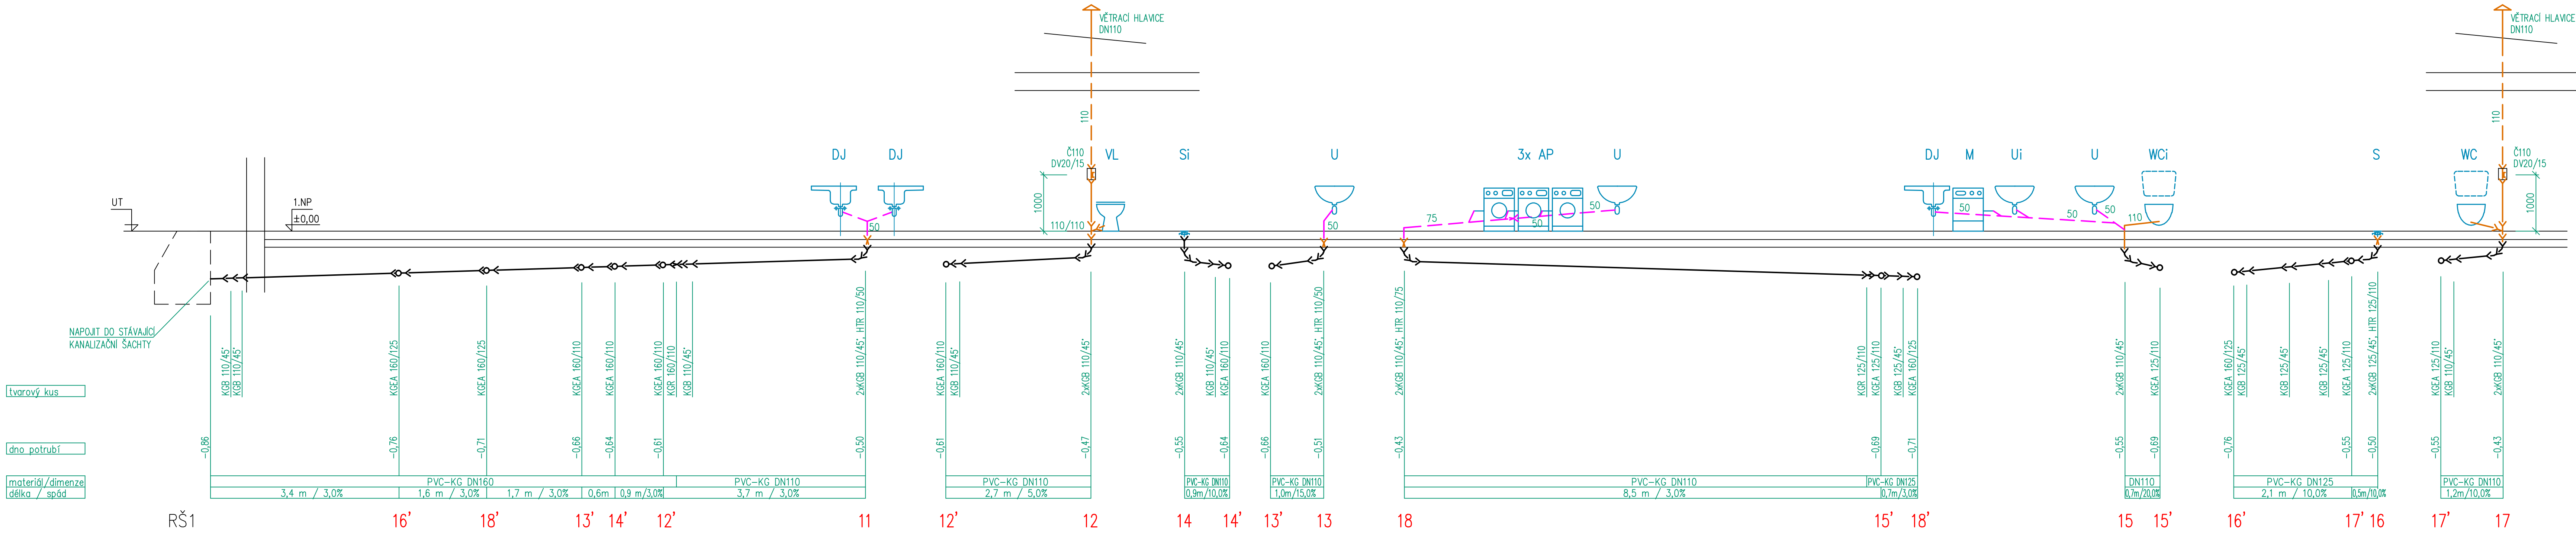 VĚTRACÍ HLAVICE
DN110
VĚTRACÍ HLAVICE
DN110
110
110
DJ
DJ
Č110
DV20/15
VL
Si
U
3x AP
U
DJ
M
Ui
U
WCi
S
WC
Č110
DV20/15
UT
1.NP
±0,00
1000
110/110
50
50
75
50
50
50
50
50
110
1000
NAPOJIT DO STÁVAJÍCÍ
KANALIZAČNÍ ŠACHTY
tvarový kus
KGB 110/45°
KGB 110/45°
KGEA 160/125
KGEA 160/125
KGEA 160/110
KGEA 160/110
KGEA 160/110
KGR 160/110
KGB 110/45°
2xKGB 110/45°, HTR 110/50
KGEA 160/110
KGB 110/45°
2xKGB 110/45°
2xKGB 110/45°
KGB 110/45°
KGEA 160/110
KGEA 160/110
2xKGB 110/45°, HTR 110/50
2xKGB 110/45°, HTR 110/75
KGR 125/110
KGEA 125/110
KGB 125/45°
KGEA 160/125
2xKGB 110/45°
KGEA 125/110
KGEA 160/125
KGB 125/45°
KGB 125/45°
KGB 125/45°
KGEA 125/110
2xKGB 125/45°, HTR 125/110
KGEA 125/110
KGB 110/45°
2xKGB 110/45°
dno potrubí
-0,86
-0,76
-0,71
-0,66
-0,64
-0,61
-0,50
-0,61
-0,47
-0,55
-0,64
-0,66
-0,51
-0,43
-0,69
-0,71
-0,55
-0,69
-0,76
-0,55
-0,50
-0,55
-0,43
materiál/dimenze
PVC-KG DN160
PVC-KG DN110
PVC-KG DN110
PVC-KG DN110
PVC-KG DN110
PVC-KG DN110
PVC-KG DN125
DN110
PVC-KG DN125
PVC-KG DN110
délka / spád
3,4 m / 3,0%
1,6 m / 3,0%
1,7 m / 3,0%
0,6m
0,9 m/3,0%
3,7 m / 3,0%
2,7 m / 5,0%
0,9m/10,0%
1,0m/15,0%
8,5 m / 3,0%
0,7m/3,0%
0,7m/20,0%
2,1 m / 10,0%
0,5m/10,0%
1,2m/10,0%
RŠ1
16'
18'
13'
14'
12'
11
12'
12
14
14'
13'
13
18
15'
18'
15
15'
16'
17'
16
17'
17